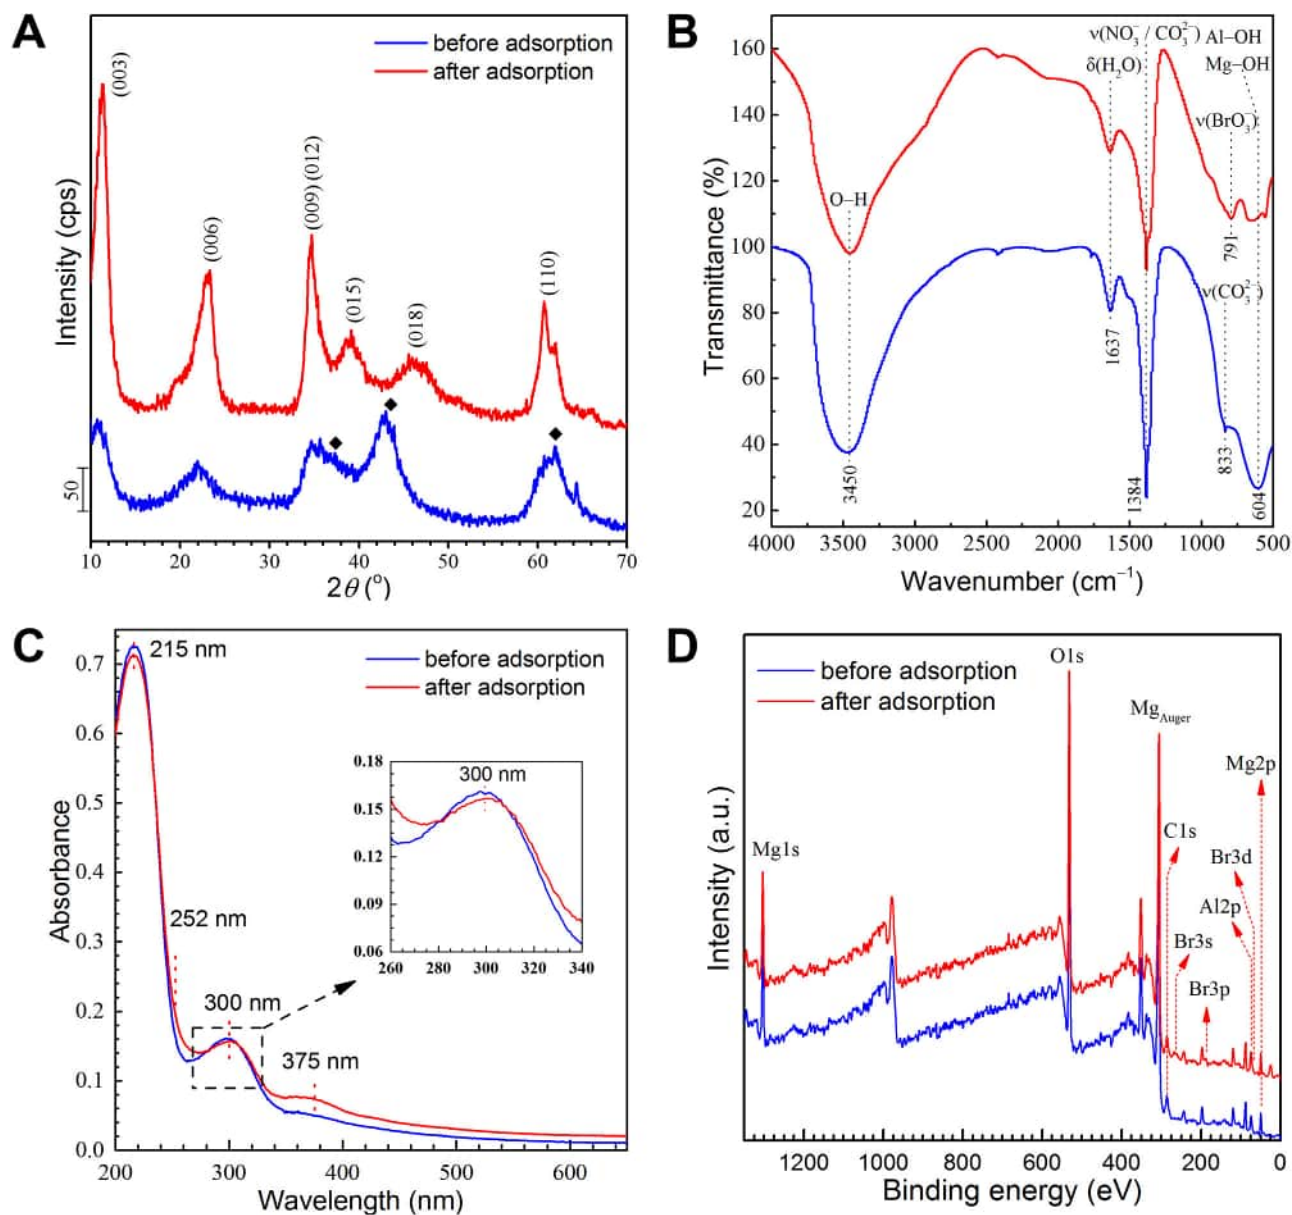 A
before adsorption
after adsorption
(003)
(006)
(009) (012)
(015)
(018)
(110)
◆
◆
◆
50
Intensity (cps)
10 20 30 40 50 60 70
2θ (°)
B
ν(NO₃⁻ / CO₃²⁻) Al–OH
δ(H₂O) Mg–OH
ν(BrO₃⁻)
O–H
791
ν(CO₃²⁻)
3450
1637
1384
833
604
160
140
120
100
80
60
40
20
Transmittance (%)
4000 3500 3000 2500 2000 1500 1000 500
Wavenumber (cm⁻¹)
C
215 nm
before adsorption
after adsorption
252 nm
300 nm
375 nm
300 nm
0.18
0.15
0.12
0.09
0.06
260 280 300 320 340
0.7
0.6
0.5
0.4
0.3
0.2
0.1
0.0
Absorbance
200 300 400 500 600
Wavelength (nm)
D
before adsorption
after adsorption
O1s
Mg_Auger
Mg2p
C1s
Mg1s
Br3d
Al2p
Br3s
Br3p
Intensity (a.u.)
1200 1000 800 600 400 200 0
Binding energy (eV)